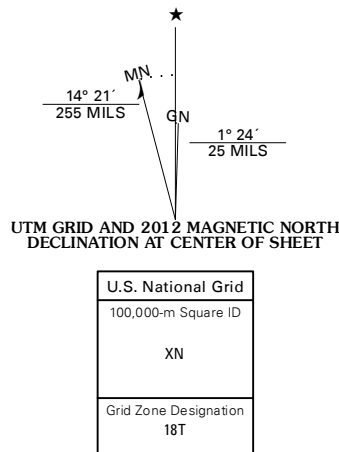 ★
MN
14° 21´
255 MILS
GN
1° 24´
25 MILS
UTM GRID AND 2012 MAGNETIC NORTH
DECLINATION AT CENTER OF SHEET
U.S. National Grid
100,000-m Square ID
XN
Grid Zone Designation
18T